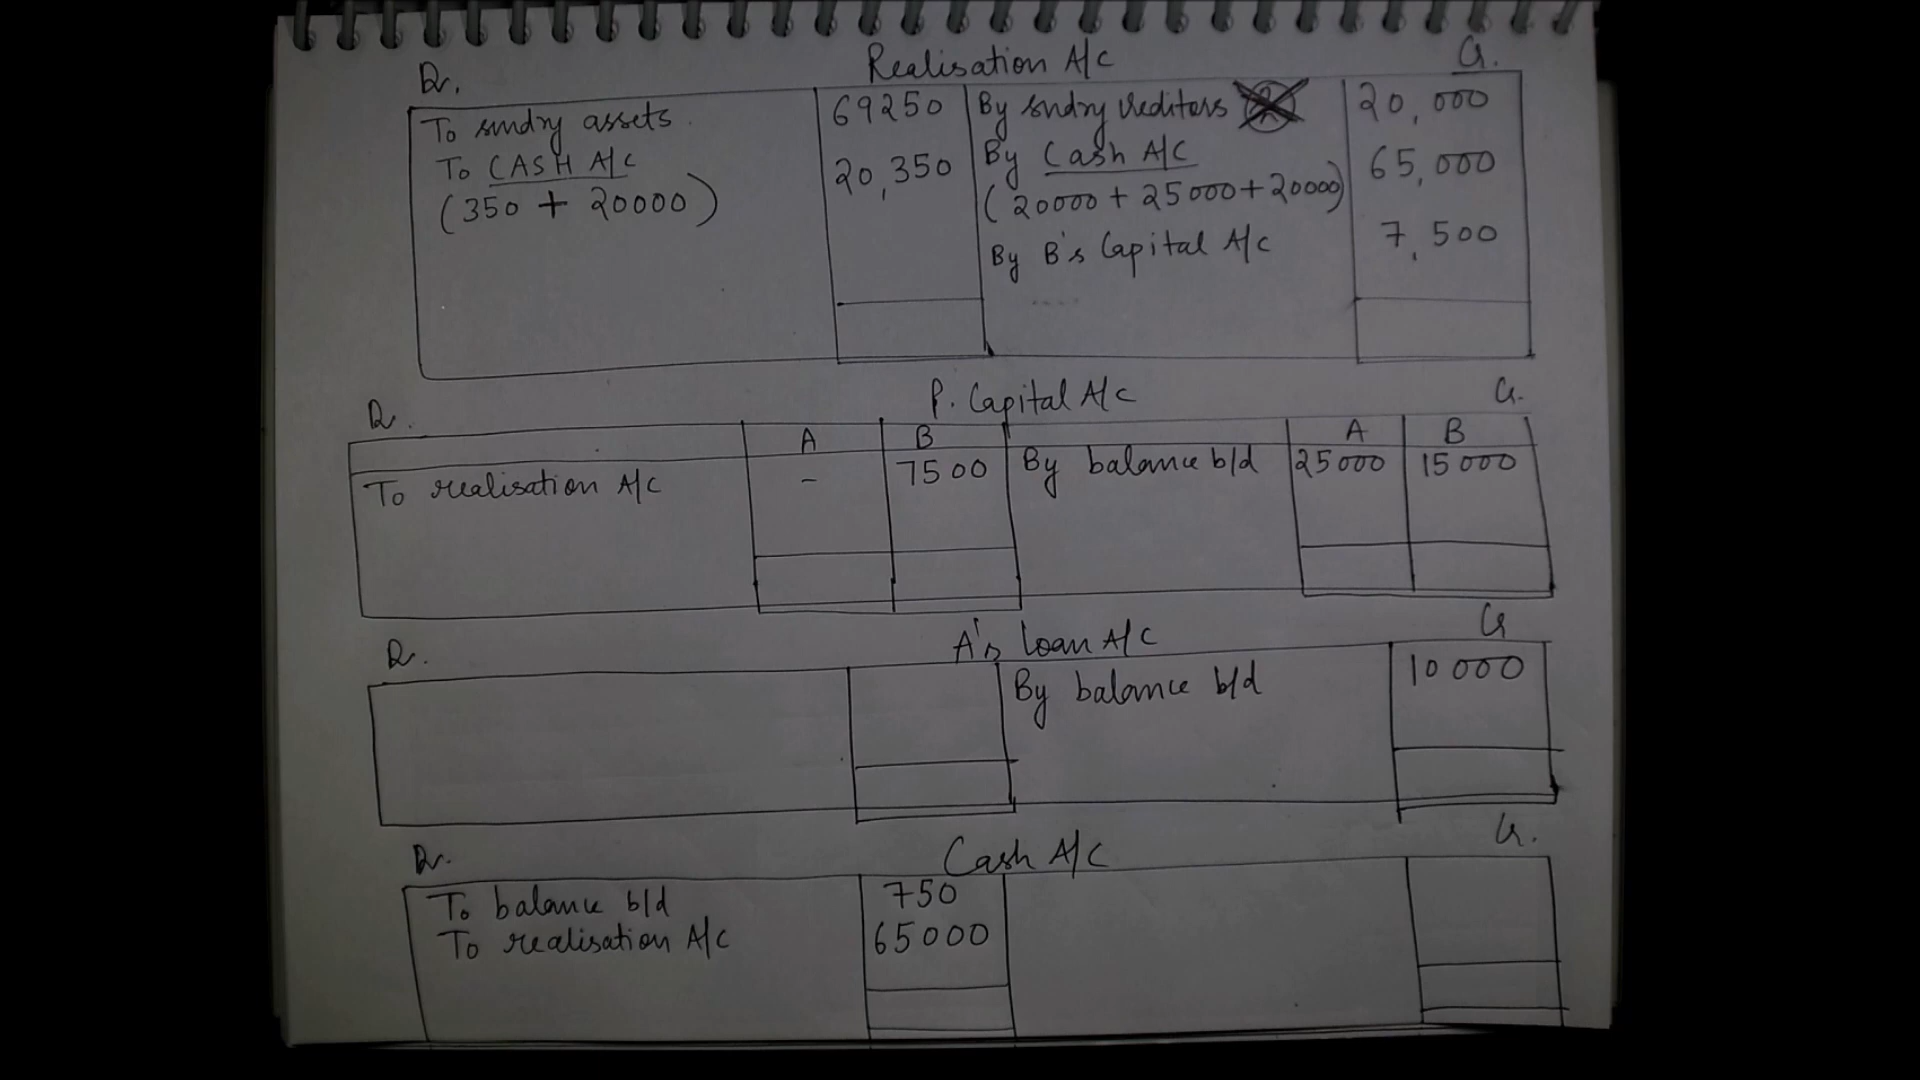 Realisation A/c
Dr. Cr.
To sundry assets 69250 By sndry creditors 20,000
To CASH A/c 20,350 By Cash A/C 65,000
(350 + 20000) (20000 + 25000 + 20000)
By B's Capital A/c 7,500
P. Capital A/c
Dr. Cr.
A B A B
To realisation A/c - 7500 By balance b/d 25000 15000
A's Loan A/c
Dr. Cr
By balance b/d 10000
Cash A/c
Dr. Cr.
To balance b/d 750
To realisation A/c 65000